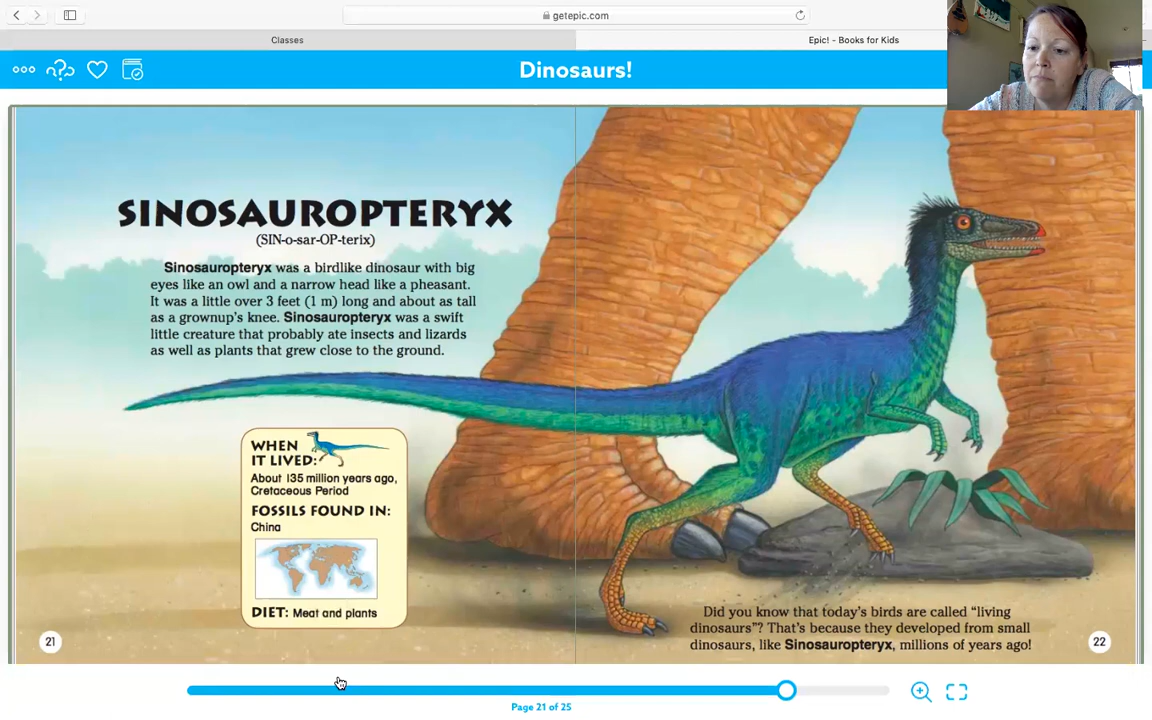 getepic.com
Classes
Epic! - Books for Kids
Dinosaurs!
SINOSAUROPTERYX
(SIN-o-sar-OP-terix)
Sinosauropteryx was a birdlike dinosaur with big
eyes like an owl and a narrow head like a pheasant.
It was a little over 3 feet (1 m) long and about as tall
as a grownup's knee. Sinosauropteryx was a swift
little creature that probably ate insects and lizards
as well as plants that grew close to the ground.
WHEN
IT LIVED:
About 135 million years ago,
Cretaceous Period
FOSSILS FOUND IN:
China
DIET: Meat and plants
21
Did you know that today's birds are called “living
dinosaurs”? That's because they developed from small
dinosaurs, like Sinosauropteryx, millions of years ago!
22
Page 21 of 25